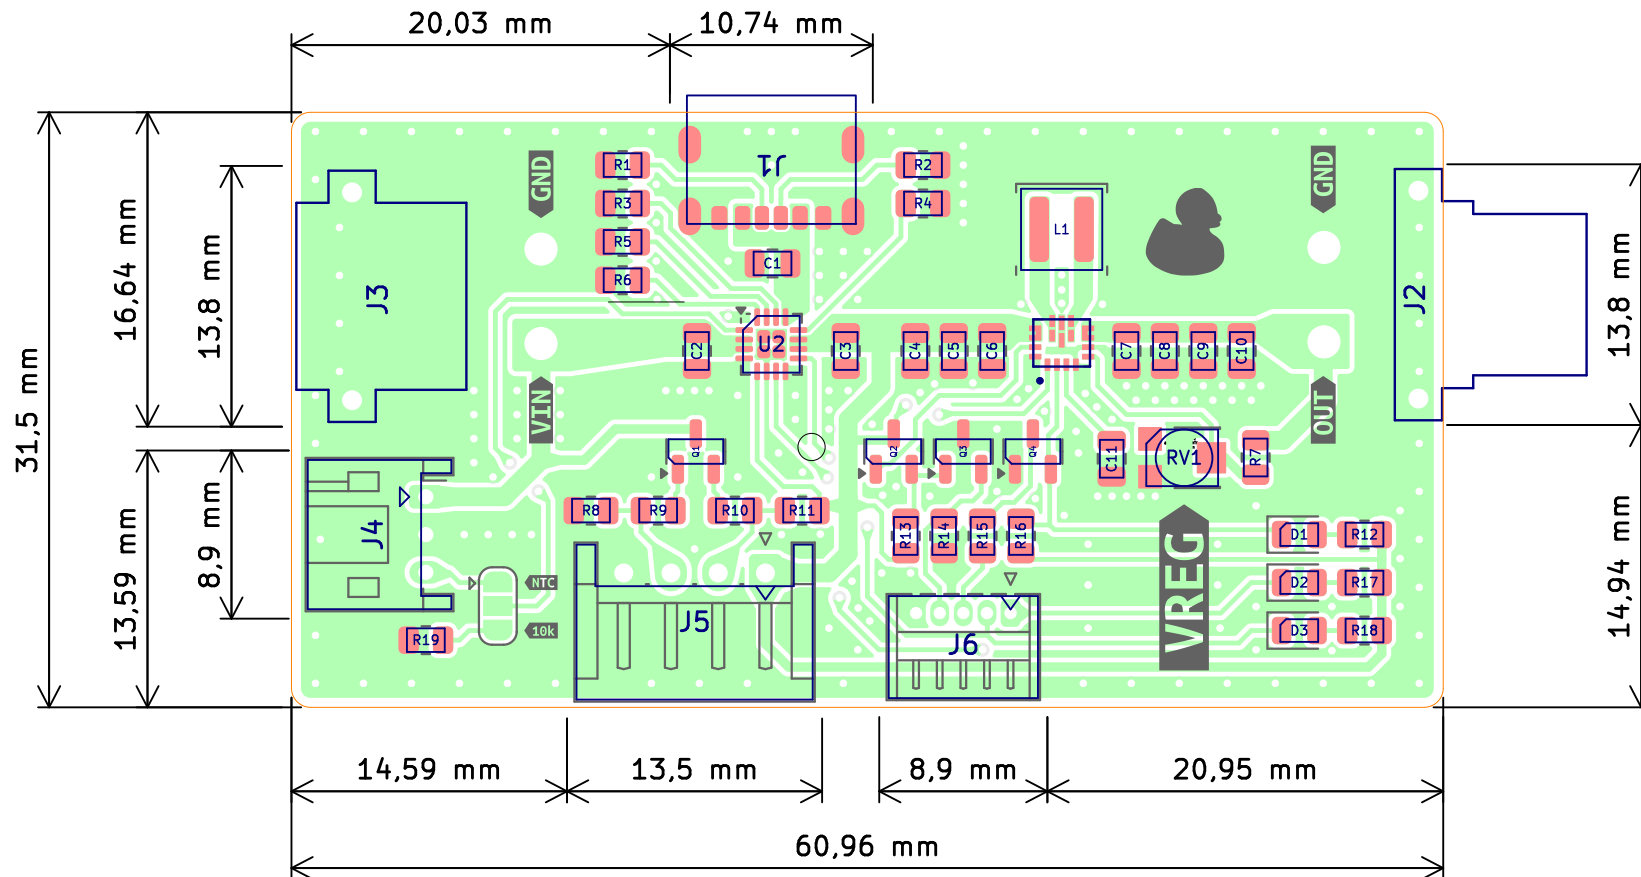 20,03 mm
10,74 mm
GND
GND
J1
R1
R2
R3
R4
R5
R6
C1
L1
16,64 mm
13,8 mm
31,5 mm
J3
J2
13,8 mm
C2
U2
C3
C4
C5
C6
C7
C8
C9
C10
VIN
OUT
Q1
Q2
Q3
Q4
C11
RV1
R7
R8
R9
R10
R11
R13
R14
R15
R16
D1
R12
J4
8,9 mm
13,59 mm
NTC
10k
R19
J5
J6
VREG
D2
R17
D3
R18
14,94 mm
14,59 mm
13,5 mm
8,9 mm
20,95 mm
60,96 mm